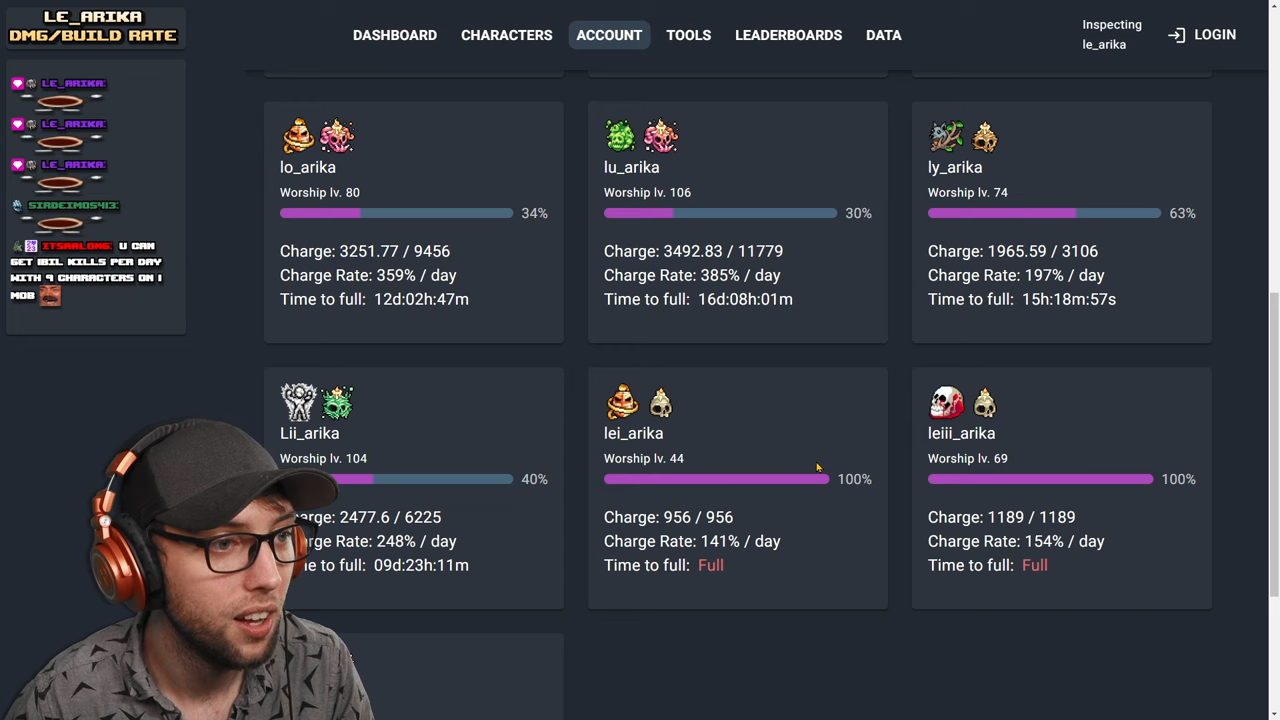 LE_ARIKA
DMG/BUILD RATE
DASHBOARD CHARACTERS ACCOUNT TOOLS LEADERBOARDS DATA
Inspecting
le_arika
LOGIN
LE_ARIKA:
LE_ARIKA:
LE_ARIKA:
SIRDEIMOS413:
ITSAALONG: U CAN
GET 1BIL KILLS PER DAY
WITH 9 CHARACTERS ON 1
MOB
lo_arika
Worship lv. 80
34%
Charge: 3251.77 / 9456
Charge Rate: 359% / day
Time to full: 12d:02h:47m
lu_arika
Worship lv. 106
30%
Charge: 3492.83 / 11779
Charge Rate: 385% / day
Time to full: 16d:08h:01m
ly_arika
Worship lv. 74
63%
Charge: 1965.59 / 3106
Charge Rate: 197% / day
Time to full: 15h:18m:57s
Lii_arika
Worship lv. 104
40%
Charge: 2477.6 / 6225
Charge Rate: 248% / day
Time to full: 09d:23h:11m
lei_arika
Worship lv. 44
100%
Charge: 956 / 956
Charge Rate: 141% / day
Time to full: Full
leiii_arika
Worship lv. 69
100%
Charge: 1189 / 1189
Charge Rate: 154% / day
Time to full: Full